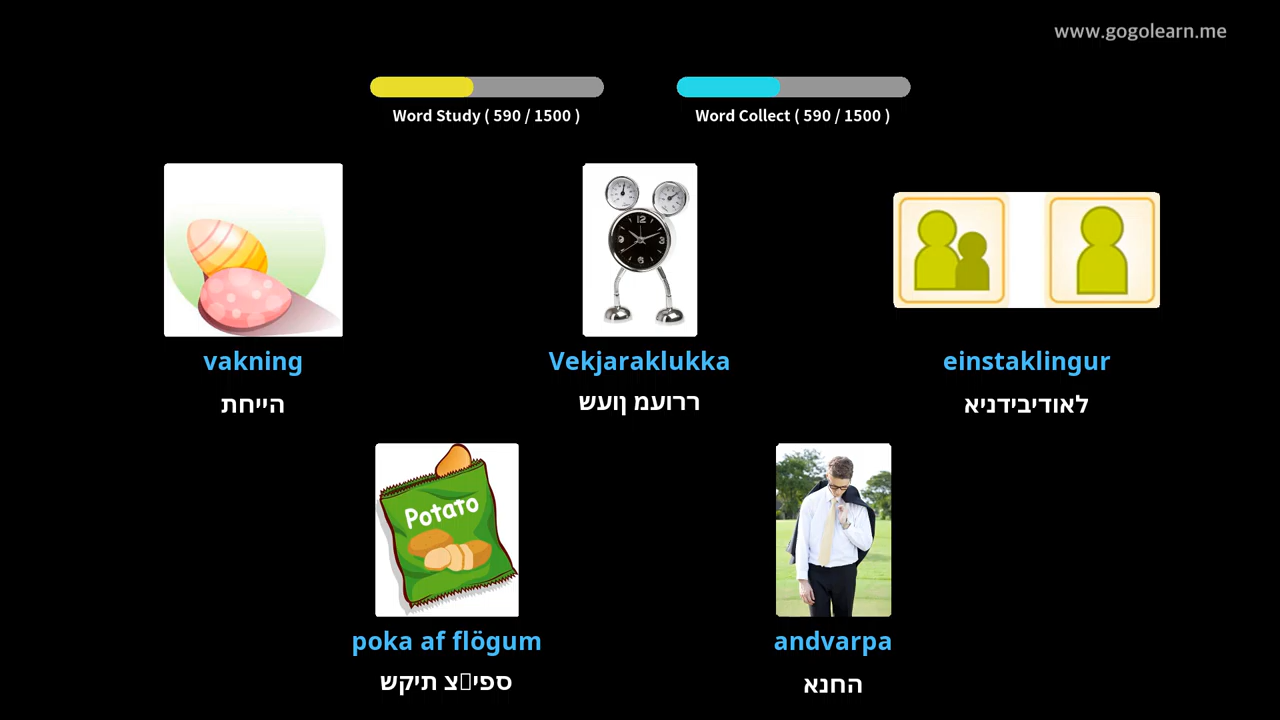 www.gogolearn.me
Word Study ( 590 / 1500 )
Word Collect ( 590 / 1500 )
vakning
הייחת
Vekjaraklukka
ררועמ ןועש
einstaklingur
לאודיבידניא
poka af flögum
ספי▯צ תיקש
andvarpa
החנא
Potato